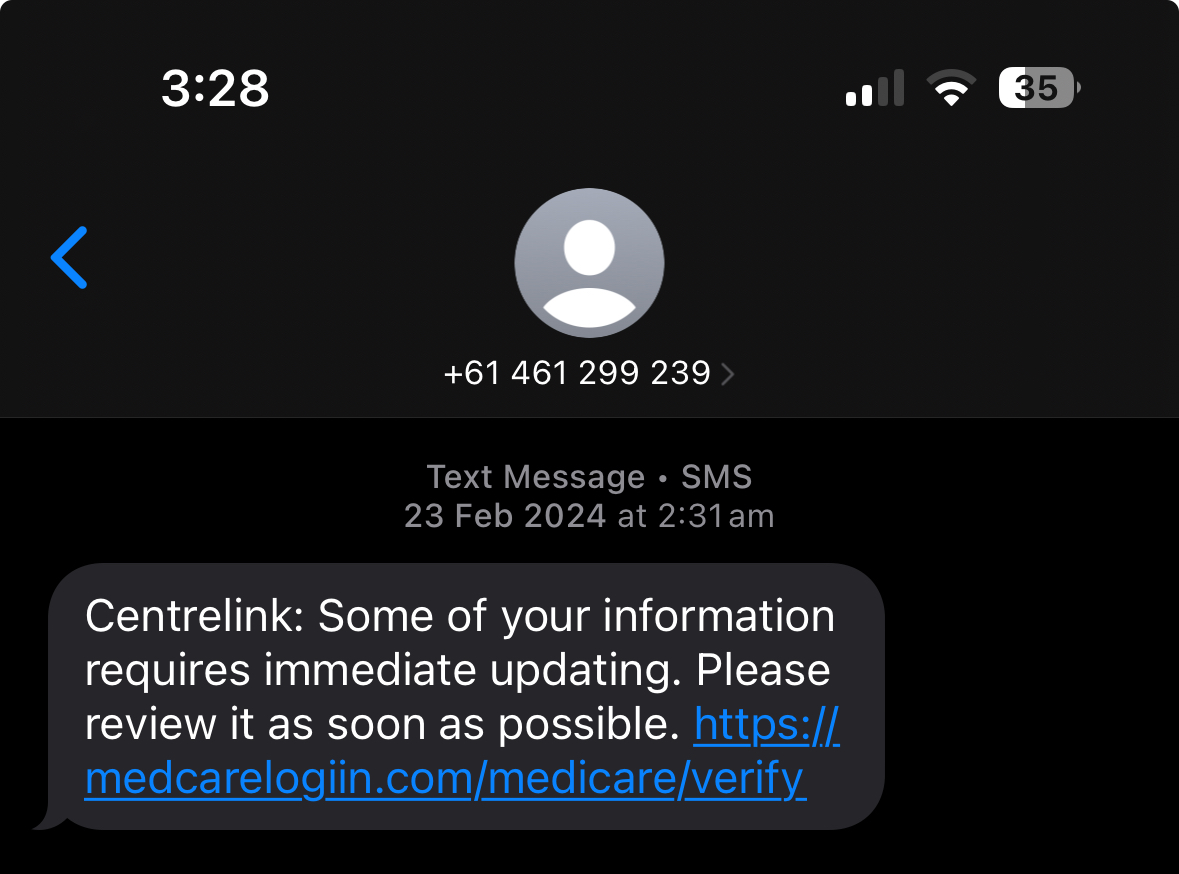 3:28
35
+61 461 299 239
Text Message • SMS
23 Feb 2024 at 2:31 am
Centrelink: Some of your information
requires immediate updating. Please
review it as soon as possible. https://
medcarelogiin.com/medicare/verify